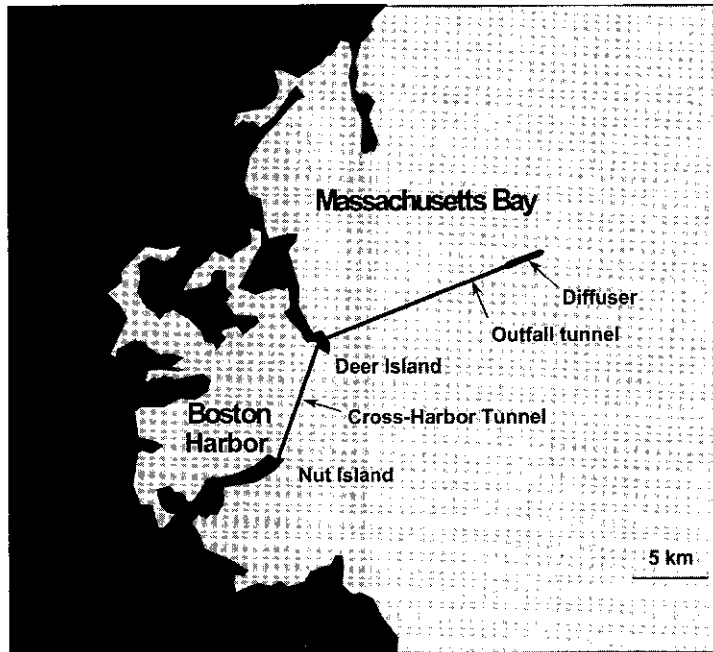 Massachusetts Bay
Diffuser
Outfall tunnel
Deer Island
Boston
Harbor
Cross-Harbor Tunnel
Nut Island
5 km